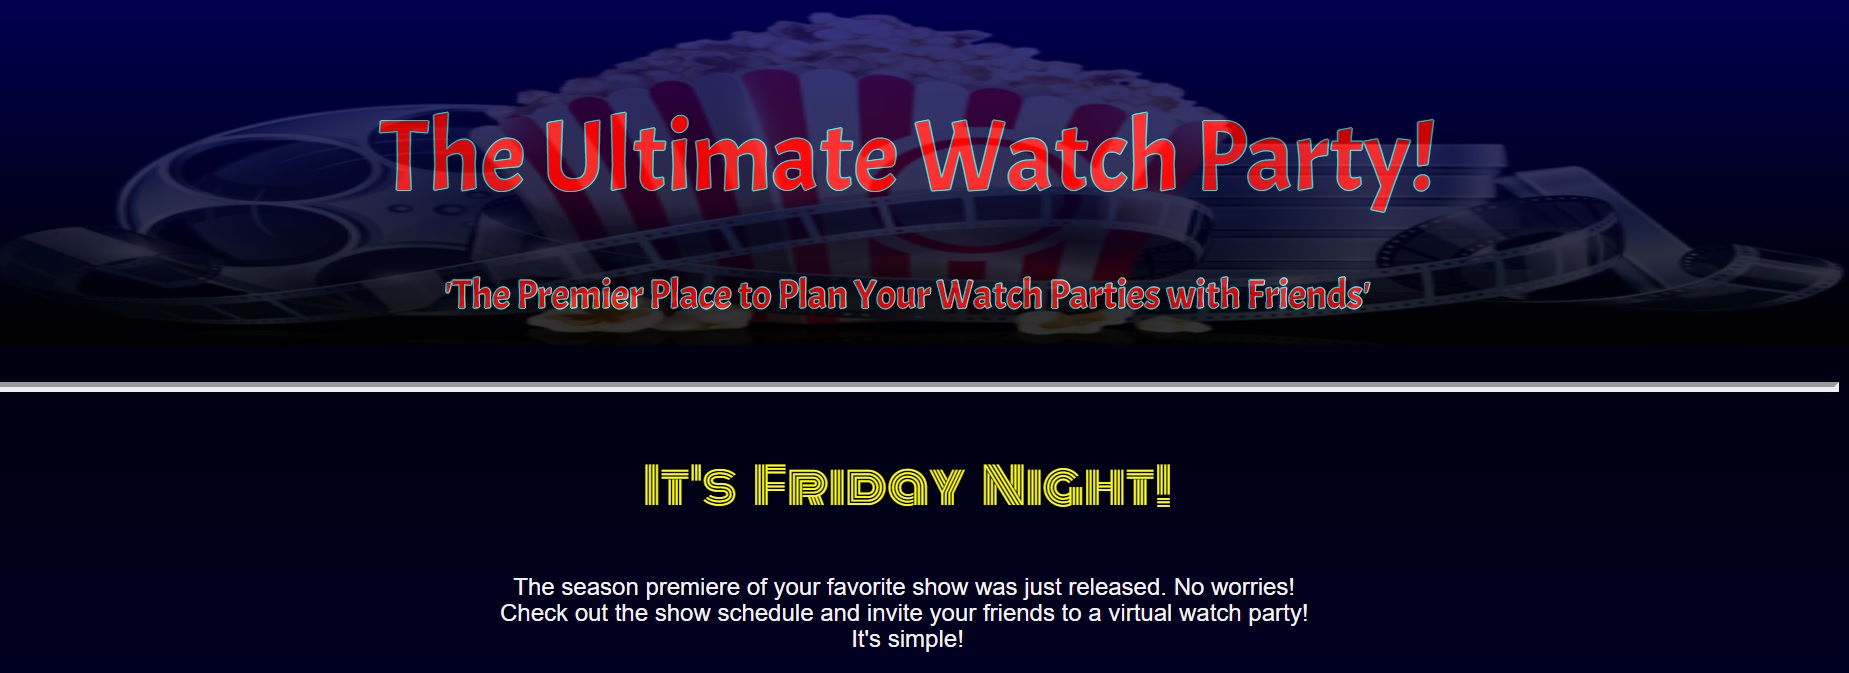 The Ultimate Watch Party!
'The Premier Place to Plan Your Watch Parties with Friends'
It's Friday Night!
The season premiere of your favorite show was just released. No worries!
Check out the show schedule and invite your friends to a virtual watch party!
It's simple!